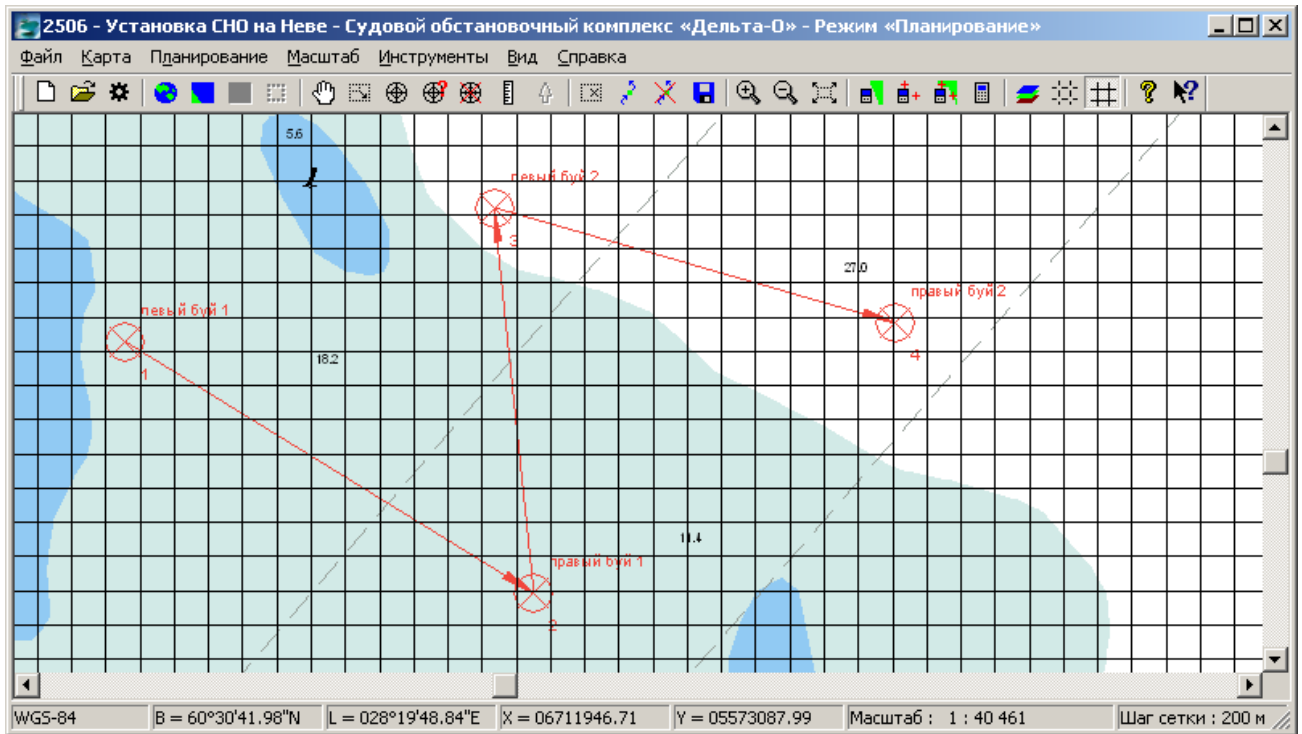 2506 - Установка СНО на Неве - Судовой обстановочный комплекс «Дельта-О» - Режим «Планирование»
Файл Карта Планирование Масштаб Инструменты Вид Справка
5.6
левый буй 2
3
27.0
правый буй 2
левый буй 1
18.2
4
1
11.4
правый буй 1
2
WGS-84 B = 60°30'41.98"N L = 028°19'48.84"E X = 06711946.71 Y = 05573087.99 Масштаб : 1 : 40 461 Шаг сетки : 200 м